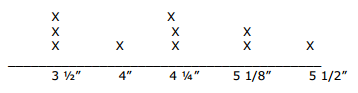 X X
X X X
X X X X X
3 ½” 4” 4 ¼” 5 1/8” 5 1/2”